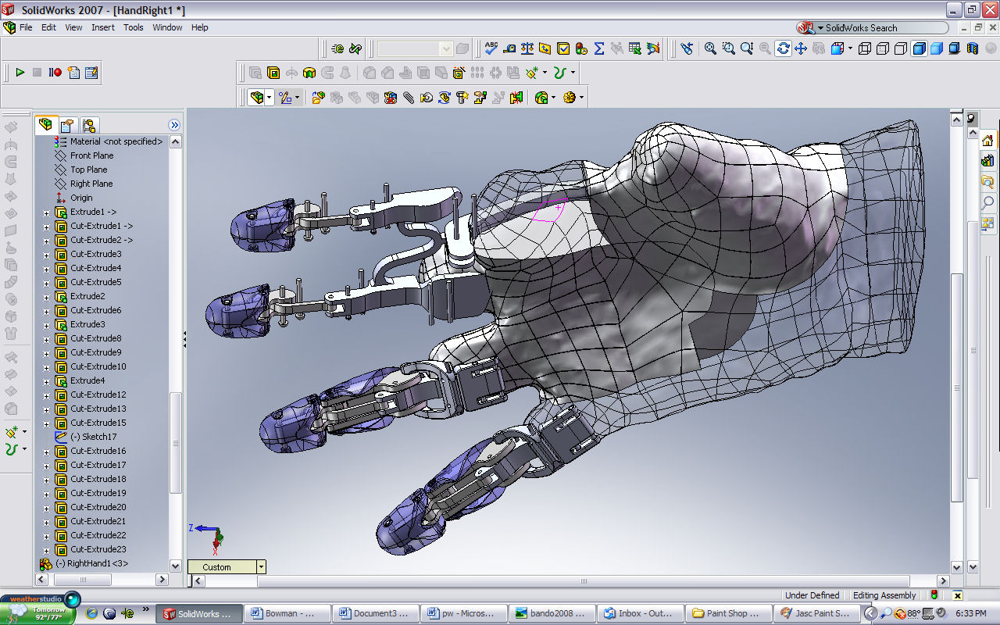 SolidWorks 2007 - [HandRight1 *]
File Edit View Insert Tools Window Help
SolidWorks Search
ABC
Material <not specified>
Front Plane
Top Plane
Right Plane
Origin
Extrude1 ->
Cut-Extrude1 ->
Cut-Extrude2 ->
Cut-Extrude3
Cut-Extrude4
Cut-Extrude5
Extrude2
Cut-Extrude6
Extrude3
Cut-Extrude8
Cut-Extrude9
Cut-Extrude10
Extrude4
Cut-Extrude12
Cut-Extrude13
Cut-Extrude15
(-) Sketch17
Cut-Extrude16
Cut-Extrude17
Cut-Extrude18
Cut-Extrude19
Cut-Extrude20
Cut-Extrude21
Cut-Extrude22
Cut-Extrude23
(-) RightHand1<3>
Z
X
Custom
Under Defined Editing Assembly
weatherstudio
Tomorrow
92°/77°
SolidWorks ...
Bowman - ...
Document3 ...
pw - Micros...
bando2008 ...
Inbox - Out...
Paint Shop ...
Jasc Paint S...
88°
6:33 PM